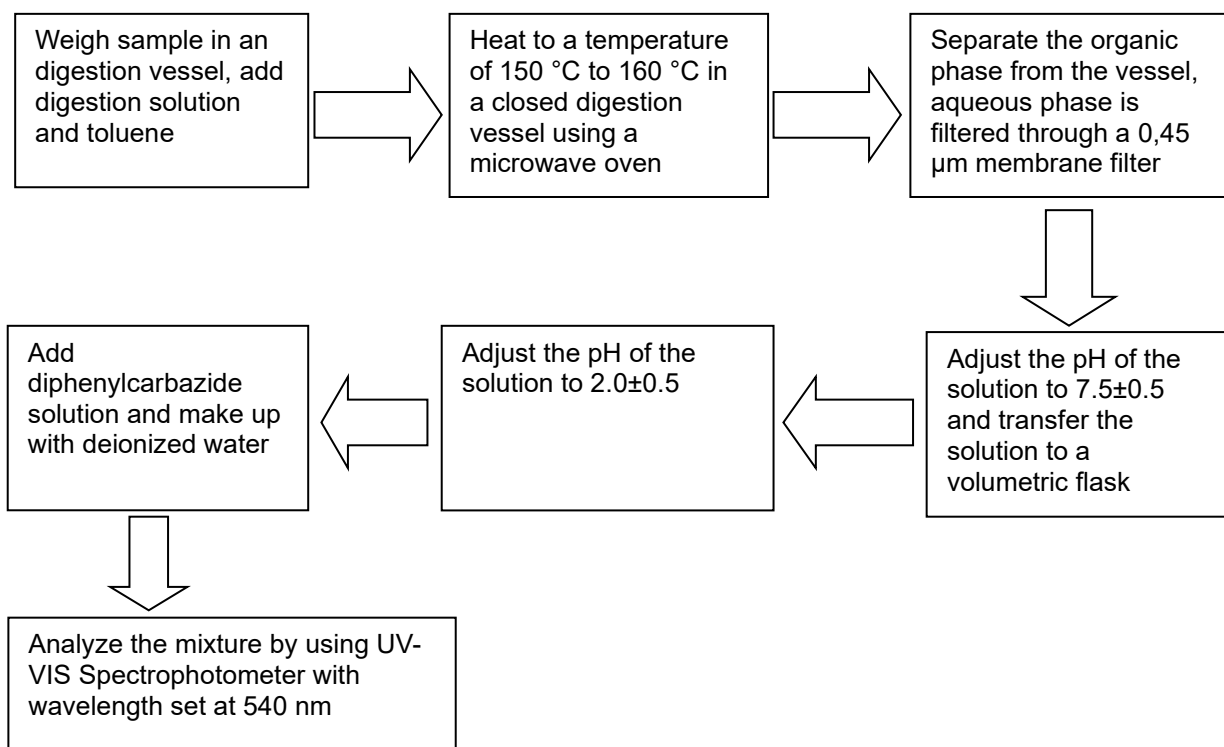 Weigh sample in an
digestion vessel, add
digestion solution
and toluene
Heat to a temperature
of 150 °C to 160 °C in
a closed digestion
vessel using a
microwave oven
Separate the organic
phase from the vessel,
aqueous phase is
filtered through a 0,45
µm membrane filter
Adjust the pH of the
solution to 7.5±0.5
and transfer the
solution to a
volumetric flask
Adjust the pH of the
solution to 2.0±0.5
Add
diphenylcarbazide
solution and make up
with deionized water
Analyze the mixture by using UV-
VIS Spectrophotometer with
wavelength set at 540 nm